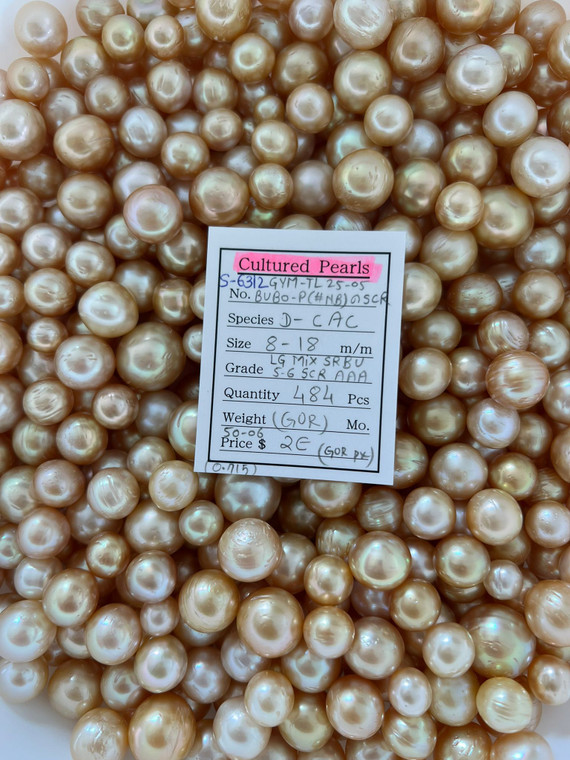 Cultured Pearls
S-6312 GYM-TL 25-05
No. BUBO-P(#NB) SCR
Species D- CAC
Size 8-18 m/m
LG MIX SRBU
Grade 5-6 SCR AAA
Quantity 484 Pcs
Weight (GOR) Mo.
50-06
Price $ 2E (GOR px)
(0.715)